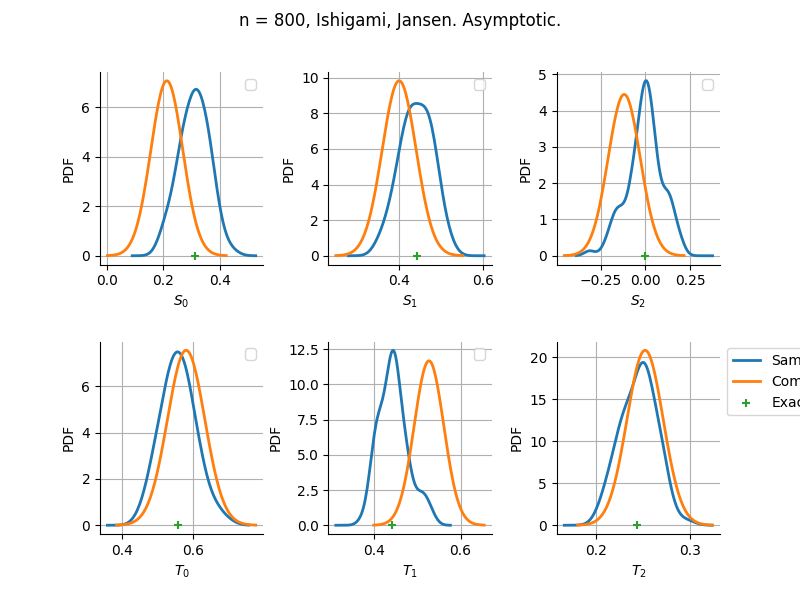 n = 800, Ishigami, Jansen. Asymptotic.
PDF
6
4
2
0
0.0
0.2
0.4
S₀
PDF
10
8
6
4
2
0
0.4
0.6
S₁
PDF
5
4
3
2
1
0
−0.25
0.00
0.25
S₂
PDF
6
4
2
0
0.4
0.6
T₀
PDF
12.5
10.0
7.5
5.0
2.5
0.0
0.4
0.6
T₁
PDF
20
15
10
5
0
0.2
0.3
T₂
Sam
Com
Exac